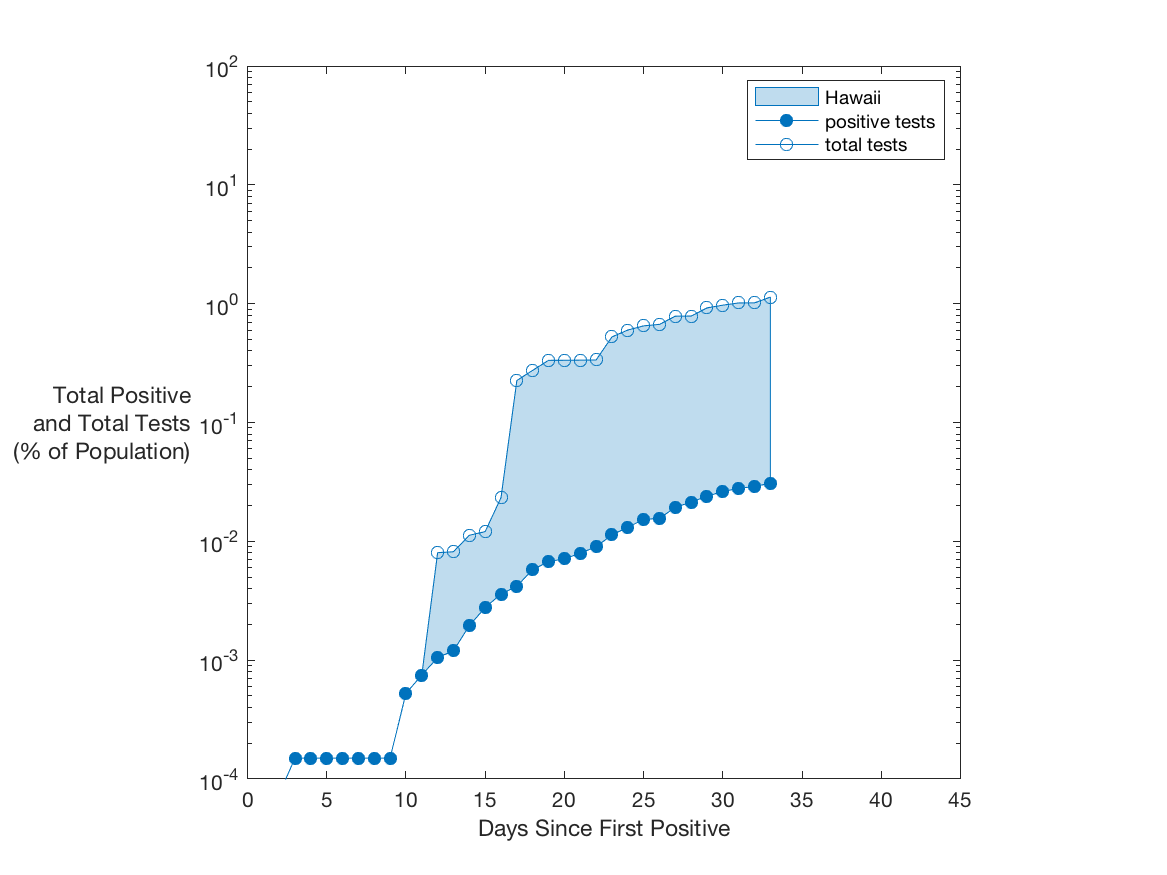 10^2
Hawaii
positive tests
total tests
10^1
10^0
Total Positive
and Total Tests
(% of Population)
10^-1
10^-2
10^-3
10^-4
0 5 10 15 20 25 30 35 40 45
Days Since First Positive